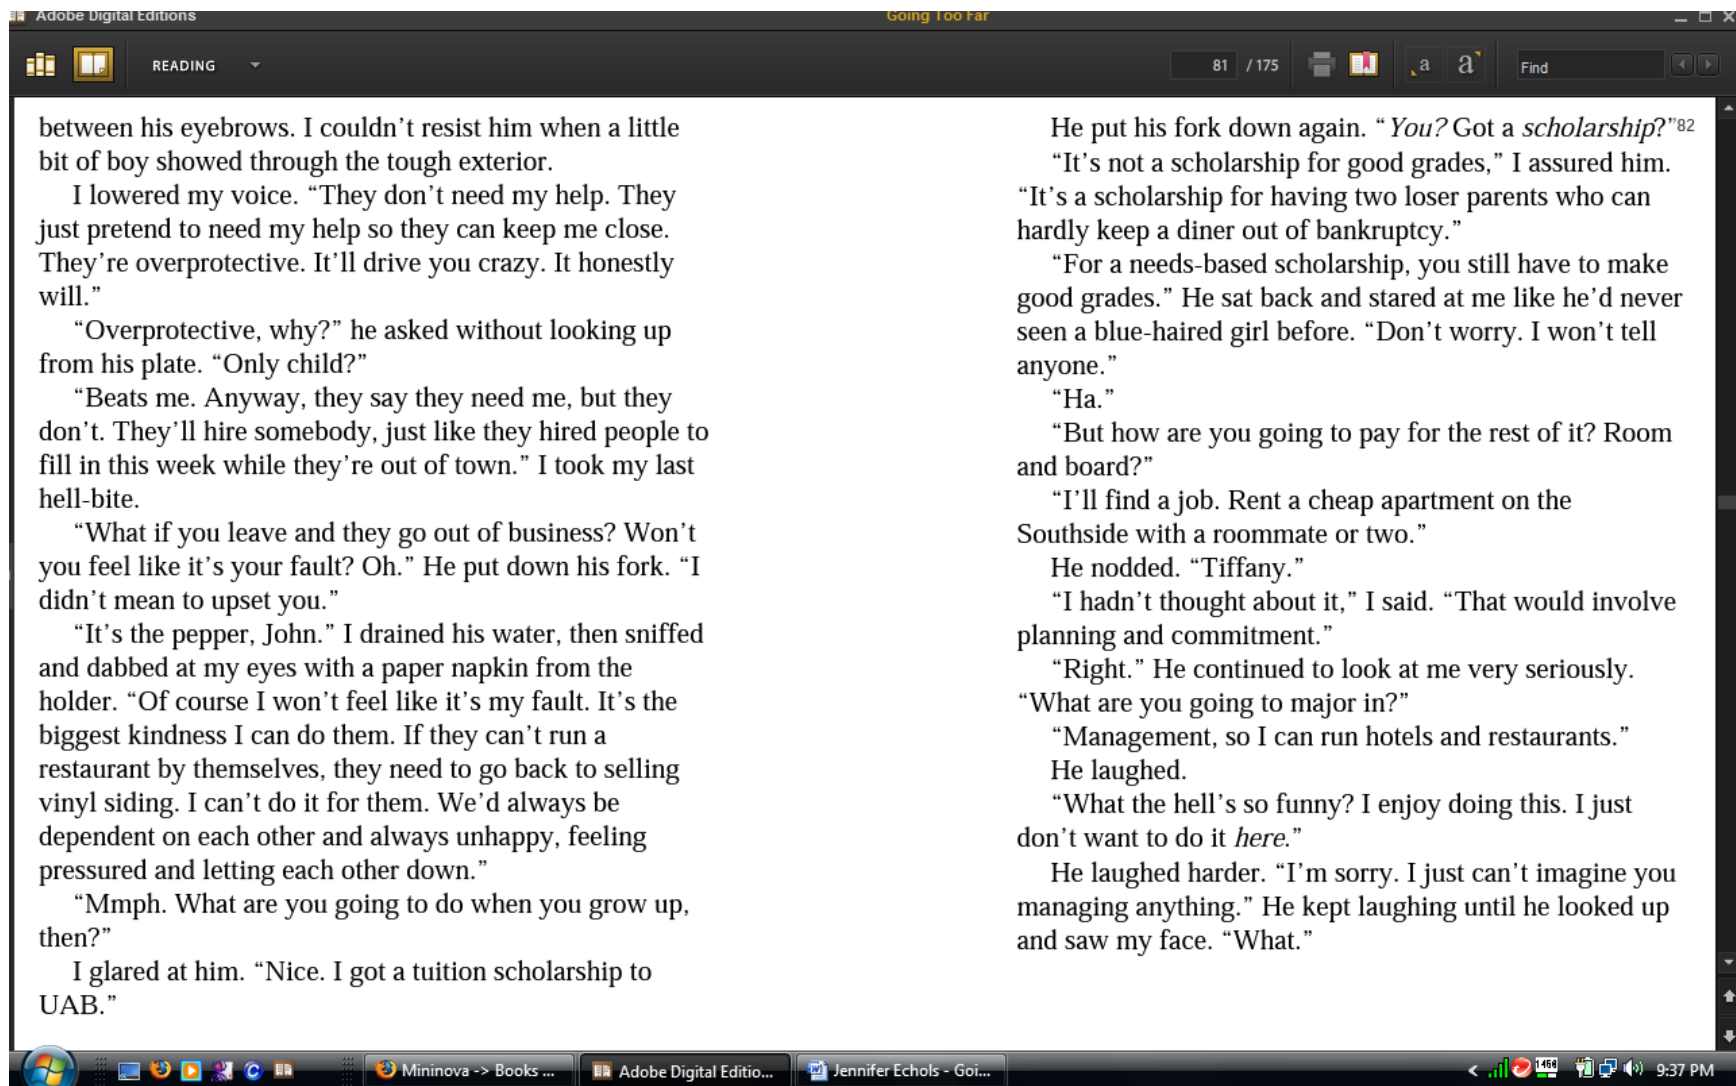 Adobe Digital Editions
Going Too Far
READING
81 / 175
a
a
Find
between his eyebrows. I couldn’t resist him when a little
bit of boy showed through the tough exterior.
I lowered my voice. “They don’t need my help. They
just pretend to need my help so they can keep me close.
They’re overprotective. It’ll drive you crazy. It honestly
will.”
“Overprotective, why?” he asked without looking up
from his plate. “Only child?”
“Beats me. Anyway, they say they need me, but they
don’t. They’ll hire somebody, just like they hired people to
fill in this week while they’re out of town.” I took my last
hell-bite.
“What if you leave and they go out of business? Won’t
you feel like it’s your fault? Oh.” He put down his fork. “I
didn’t mean to upset you.”
“It’s the pepper, John.” I drained his water, then sniffed
and dabbed at my eyes with a paper napkin from the
holder. “Of course I won’t feel like it’s my fault. It’s the
biggest kindness I can do them. If they can’t run a
restaurant by themselves, they need to go back to selling
vinyl siding. I can’t do it for them. We’d always be
dependent on each other and always unhappy, feeling
pressured and letting each other down.”
“Mmph. What are you going to do when you grow up,
then?”
I glared at him. “Nice. I got a tuition scholarship to
UAB.”
He put his fork down again. “You? Got a scholarship?”82
“It’s not a scholarship for good grades,” I assured him.
“It’s a scholarship for having two loser parents who can
hardly keep a diner out of bankruptcy.”
“For a needs-based scholarship, you still have to make
good grades.” He sat back and stared at me like he’d never
seen a blue-haired girl before. “Don’t worry. I won’t tell
anyone.”
“Ha.”
“But how are you going to pay for the rest of it? Room
and board?”
“I’ll find a job. Rent a cheap apartment on the
Southside with a roommate or two.”
He nodded. “Tiffany.”
“I hadn’t thought about it,” I said. “That would involve
planning and commitment.”
“Right.” He continued to look at me very seriously.
“What are you going to major in?”
“Management, so I can run hotels and restaurants.”
He laughed.
“What the hell’s so funny? I enjoy doing this. I just
don’t want to do it here.”
He laughed harder. “I’m sorry. I just can’t imagine you
managing anything.” He kept laughing until he looked up
and saw my face. “What.”
Mininova -> Books ...
Adobe Digital Editio...
Jennifer Echols - Goi...
9:37 PM